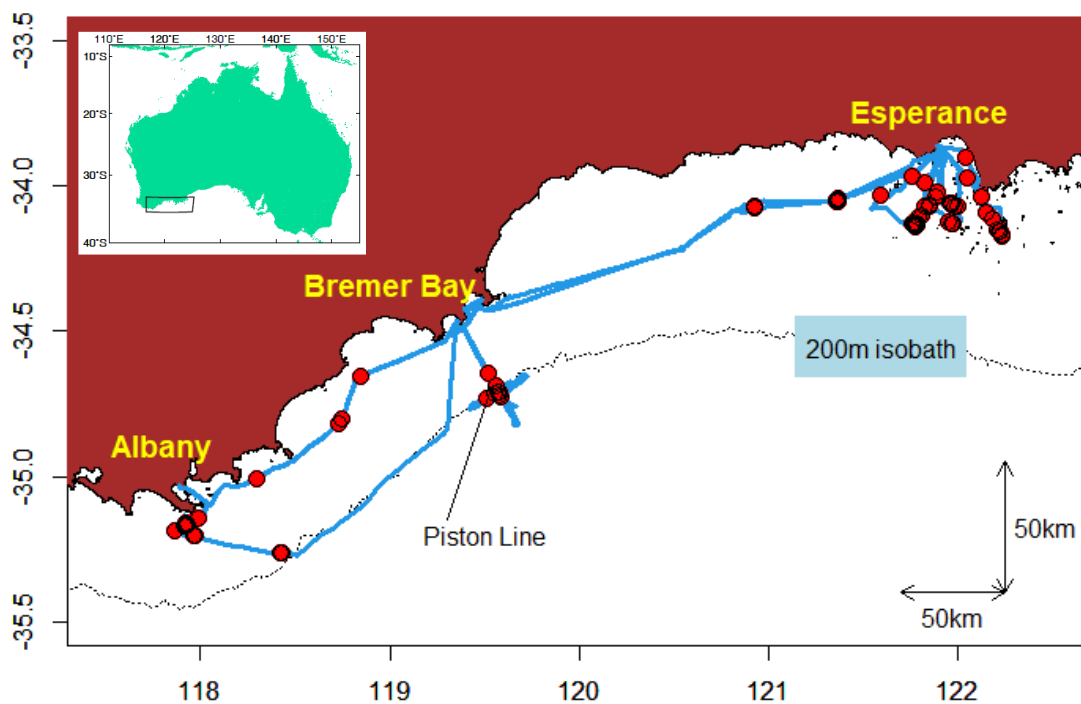 -33.5
-34.0
-34.5
-35.0
-35.5
110°E 120°E 130°E 140°E 150°E
10°S
20°S
30°S
40°S
Esperance
Bremer Bay
200m isobath
Albany
Piston Line
50km
50km
118 119 120 121 122